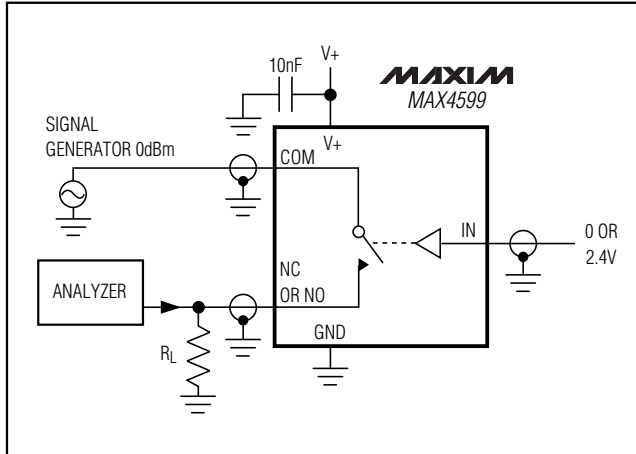 10nF
V+
MAXIM
MAX4599
SIGNAL
GENERATOR 0dBm
V+
COM
IN
0 OR
2.4V
NC
OR NO
ANALYZER
GND
RL